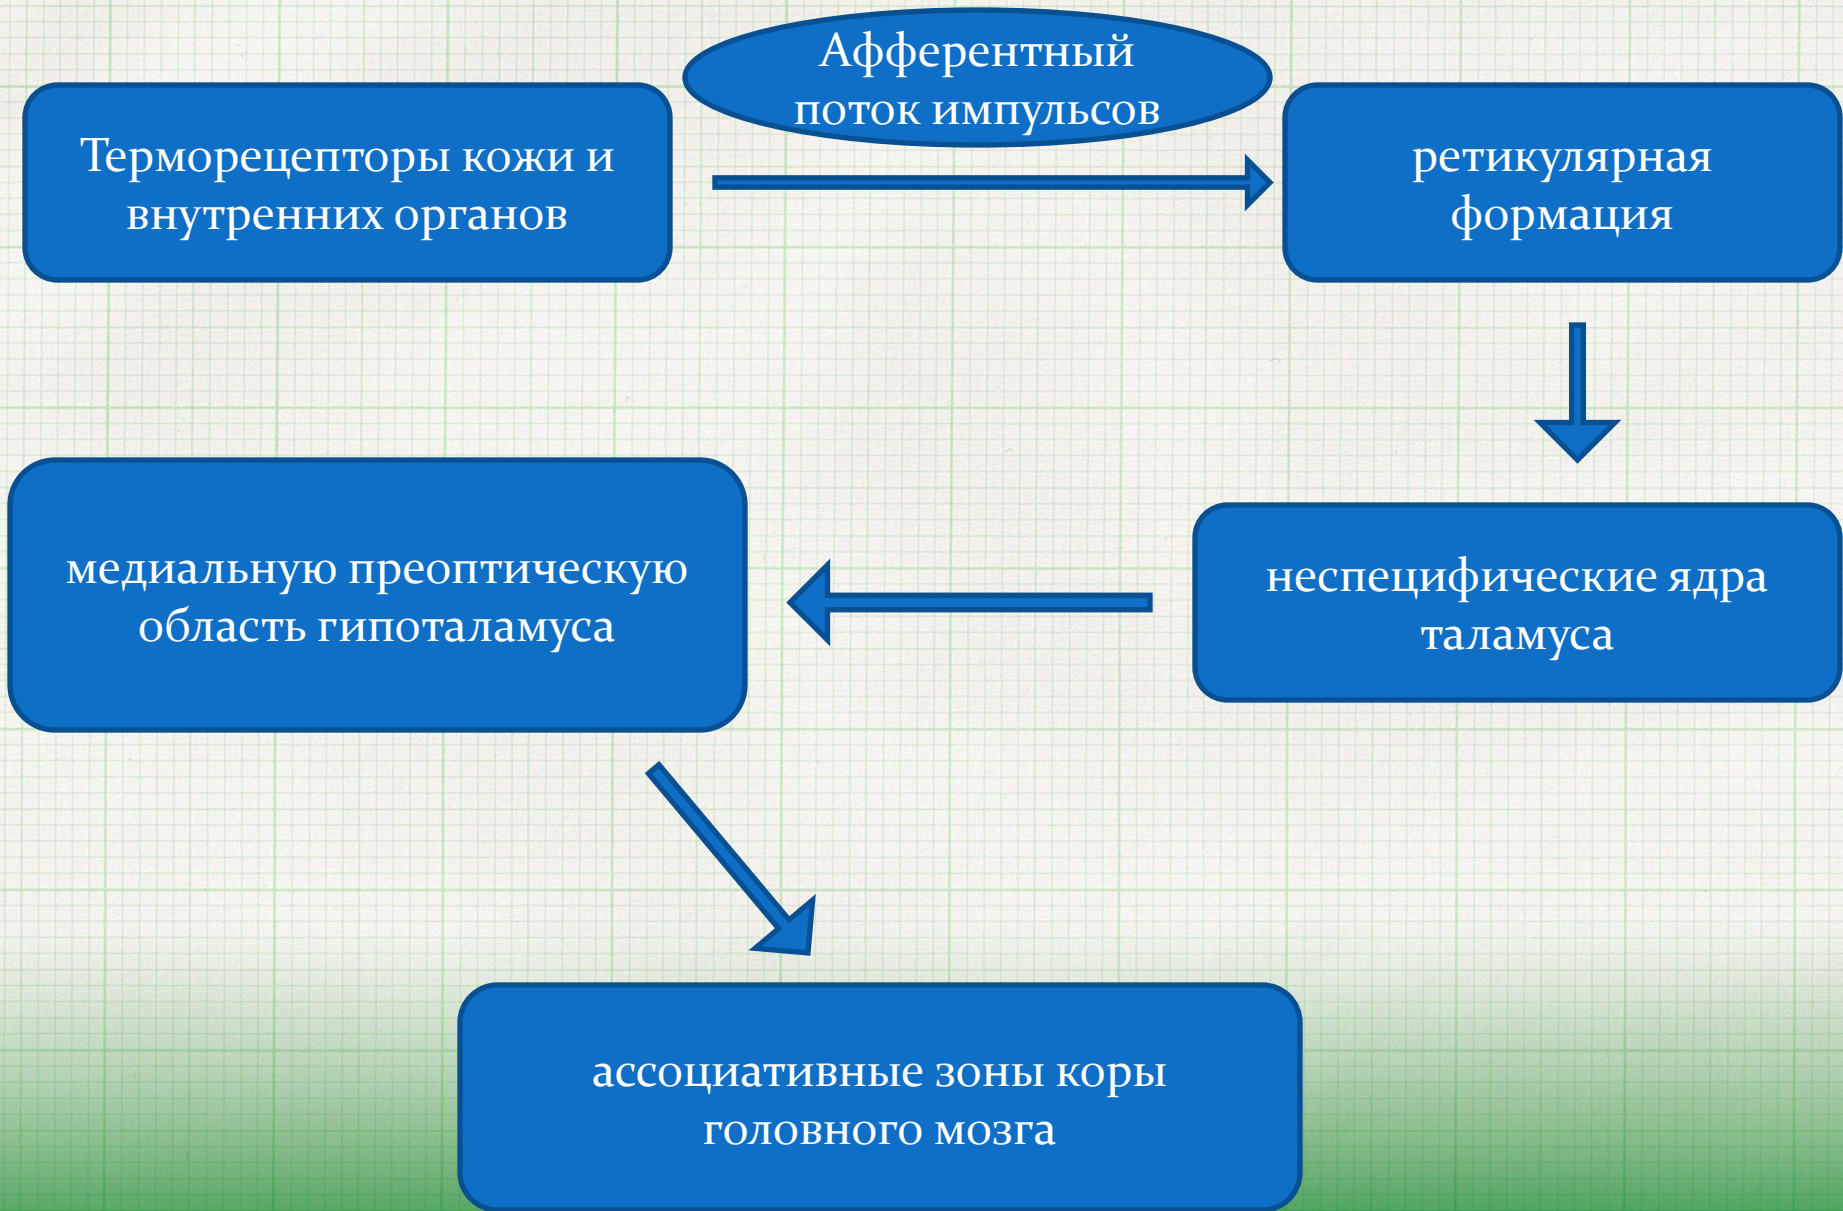 Афферентный
поток импульсов
Терморецепторы кожи и
внутренних органов
ретикулярная
формация
медиальную преоптическую
область гипоталамуса
неспецифические ядра
таламуса
ассоциативные зоны коры
головного мозга